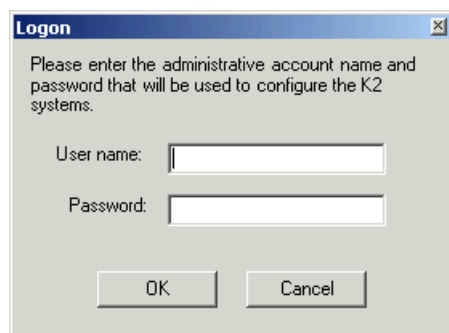 Logon
Please enter the administrative account name and
password that will be used to configure the K2
systems.
User name:
Password:
OK Cancel